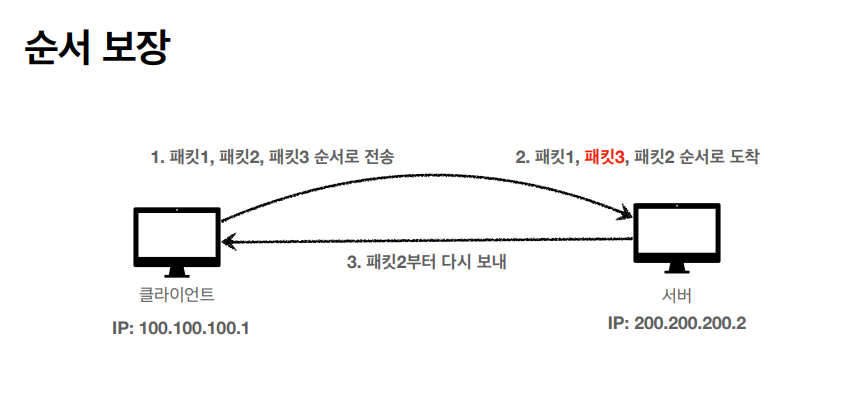 순서 보장
1. 패킷1, 패킷2, 패킷3 순서로 전송
2. 패킷1, 패킷3, 패킷2 순서로 도착
3. 패킷2부터 다시 보내
클라이언트
서버
IP: 100.100.100.1
IP: 200.200.200.2